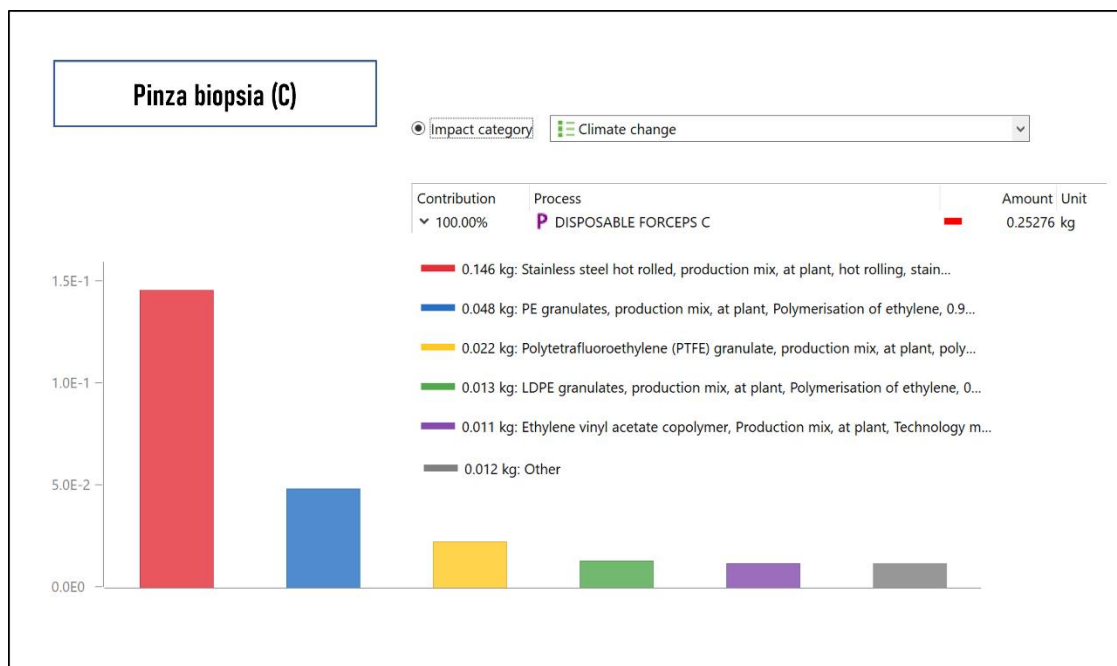 Pinza biopsia (C)
Impact category
Climate change
Contribution Process Amount Unit
100.00% P DISPOSABLE FORCEPS C 0.25276 kg
0.146 kg: Stainless steel hot rolled, production mix, at plant, hot rolling, stain...
0.048 kg: PE granulates, production mix, at plant, Polymerisation of ethylene, 0.9...
0.022 kg: Polytetrafluoroethylene (PTFE) granulate, production mix, at plant, poly...
0.013 kg: LDPE granulates, production mix, at plant, Polymerisation of ethylene, 0...
0.011 kg: Ethylene vinyl acetate copolymer, Production mix, at plant, Technology m...
0.012 kg: Other
1.5E-1
1.0E-1
5.0E-2
0.0E0